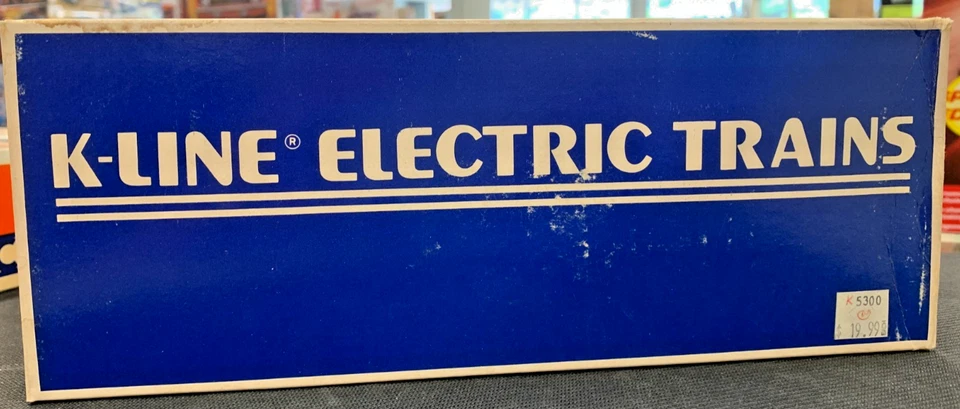 K-LINE® ELECTRIC TRAINS
K 5300
$ 19.99